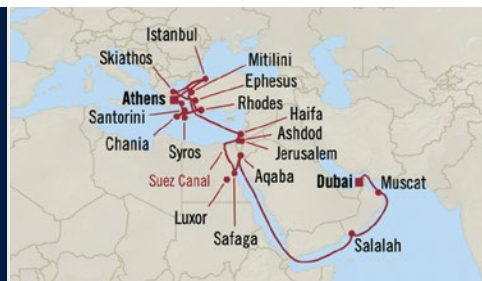 Istanbul
Skiathos
Mitilini
Ephesus
Athens
Rhodes
Santorini
Haifa
Chania
Ashdod
Syros
Jerusalem
Suez Canal
Aqaba
Dubai
Muscat
Luxor
Safaga
Salalah